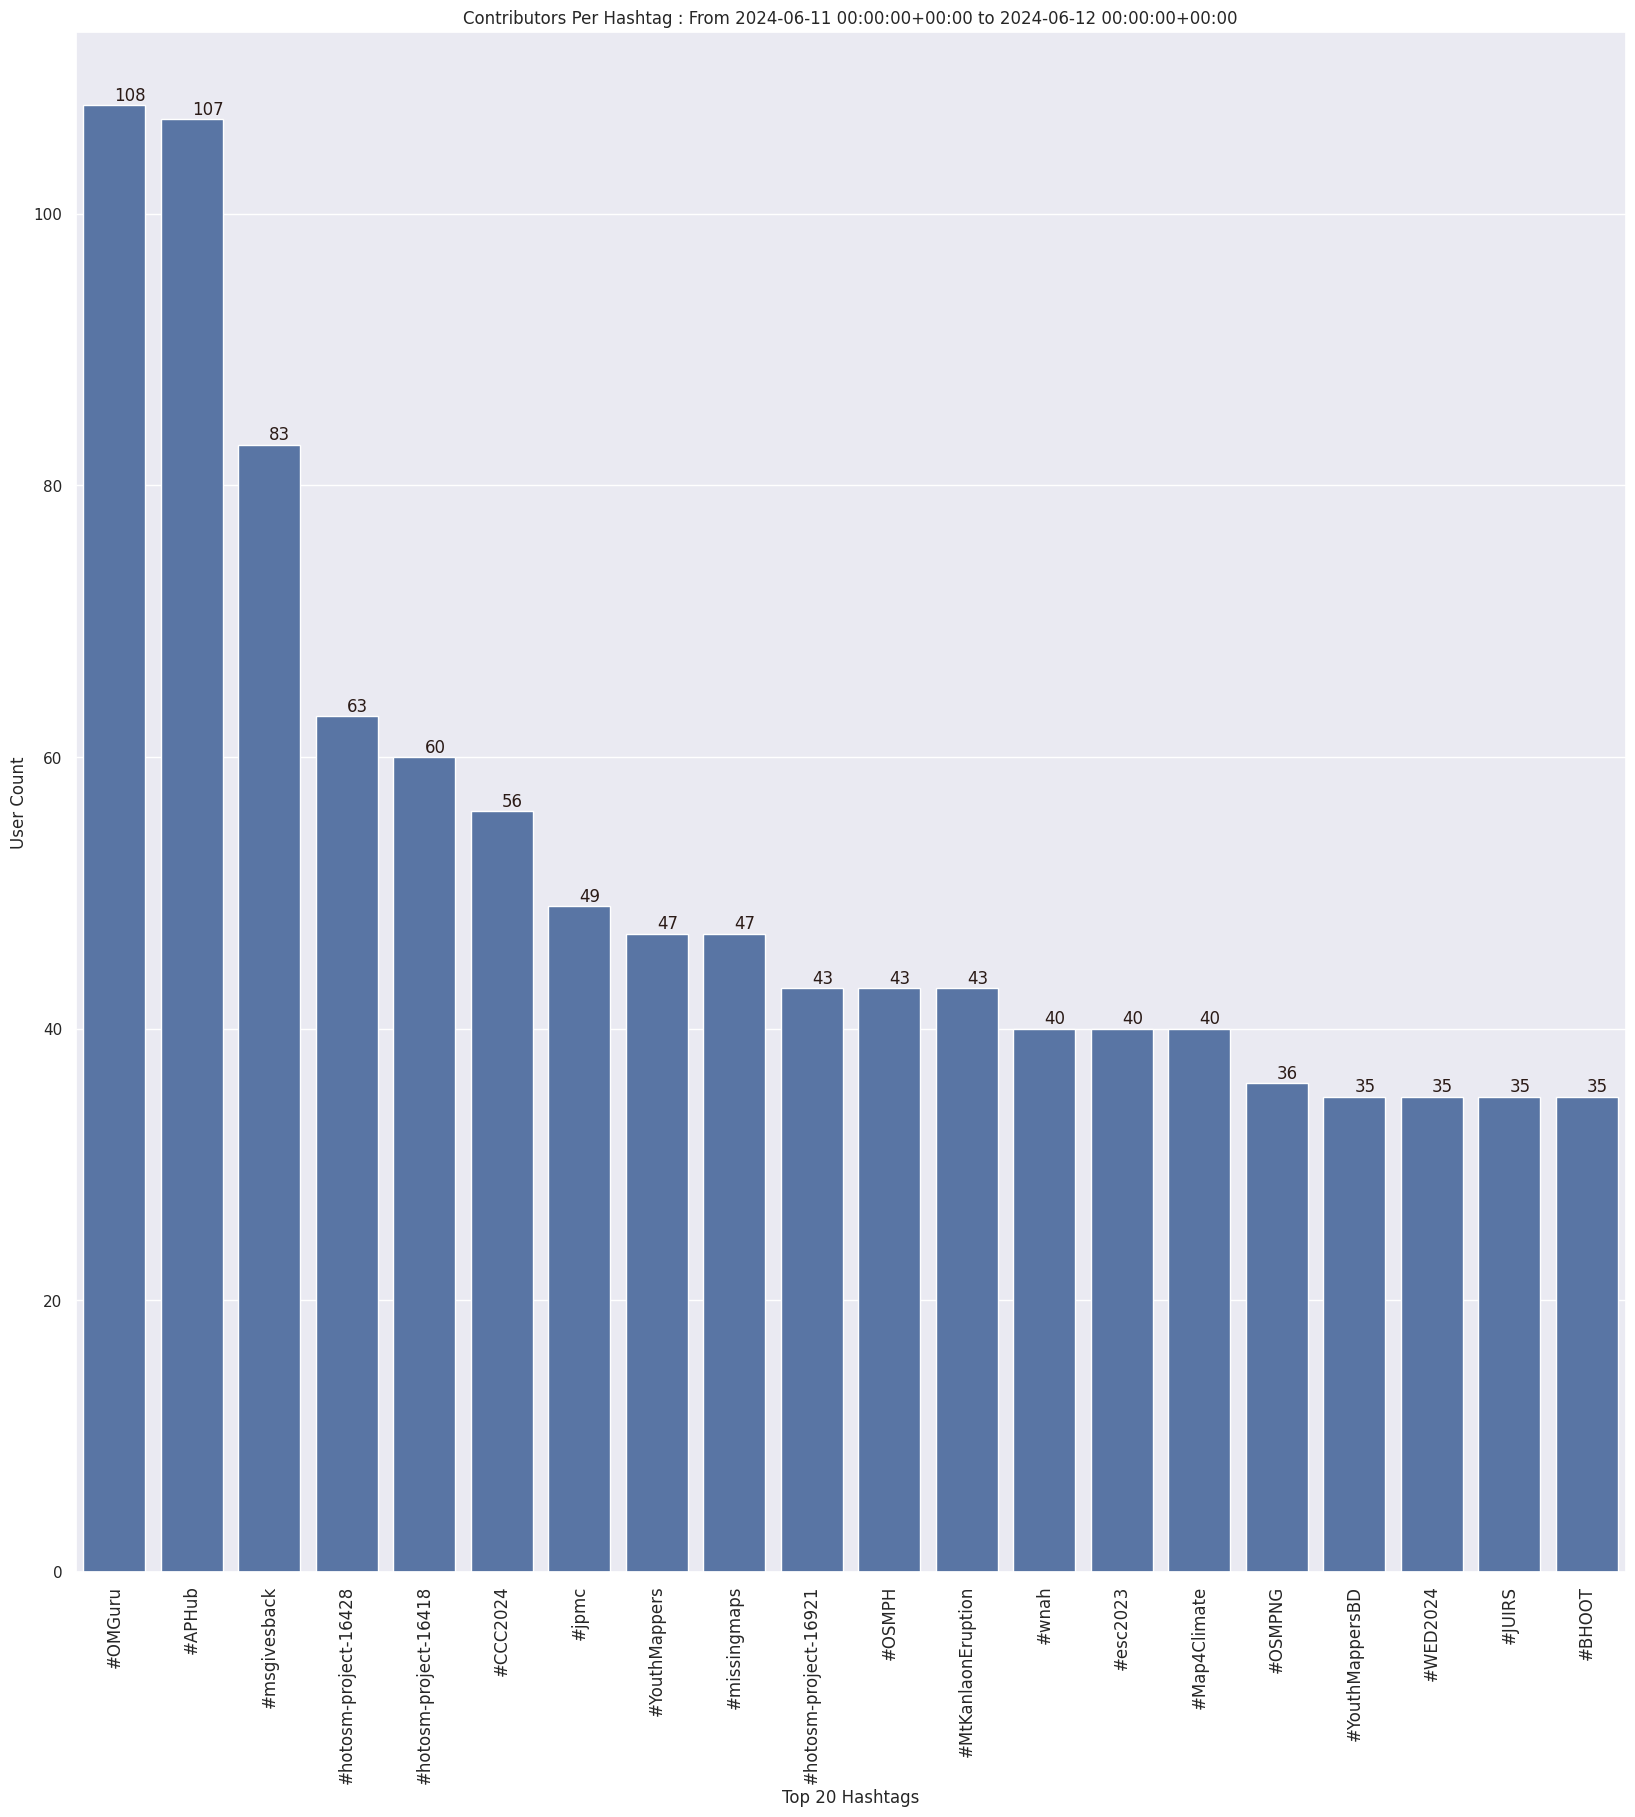 Contributors Per Hashtag : From 2024-06-11 00:00:00+00:00 to 2024-06-12 00:00:00+00:00
User Count
100
80
60
40
20
0
108
107
83
63
60
56
49
47
47
43
43
43
40
40
40
36
35
35
35
35
#OMGuru
#APHub
#msgivesback
#hotosm-project-16428
#hotosm-project-16418
#CCC2024
#jpmc
#YouthMappers
#missingmaps
#hotosm-project-16921
#OSMPH
#MtKanlaonEruption
#wnah
#esc2023
#Map4Climate
#OSMPNG
#YouthMappersBD
#WED2024
#JUIRS
#BHOOT
Top 20 Hashtags